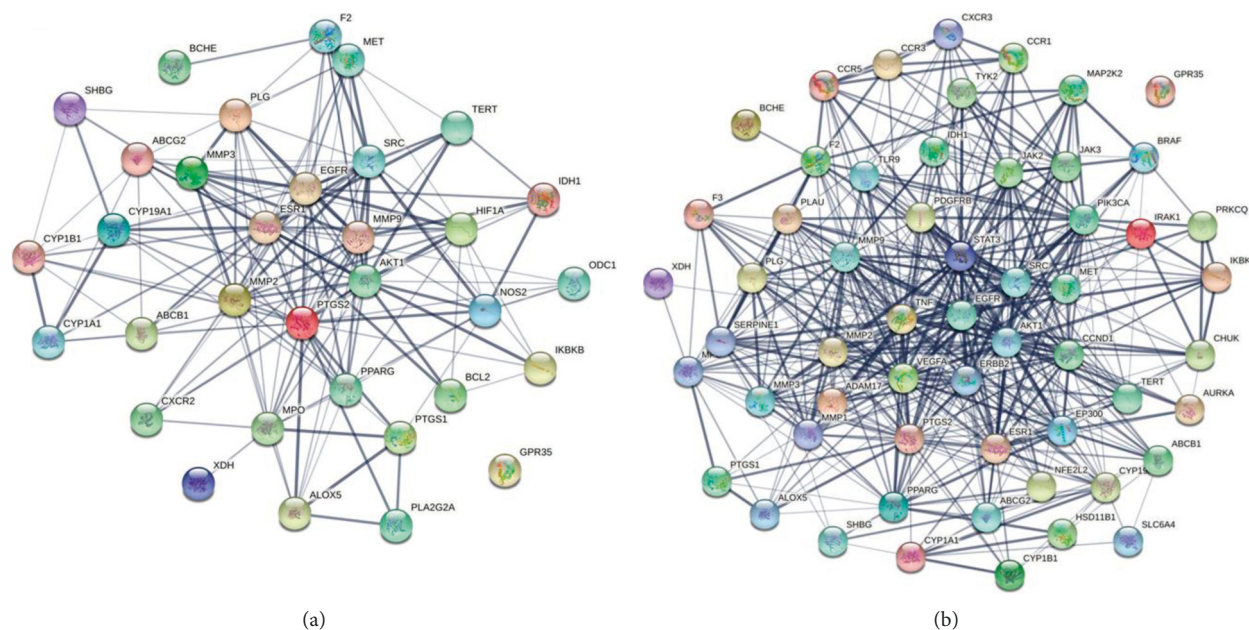 F2
MET
BCHE
SHBG
PLG
TERT
ABCG2
SRC
MMP3
EGFR
IDH1
ESR1
MMP9
HIF1A
CYP19A1
CYP1B1
AKT1
ODC1
MMP2
NOS2
PTGS2
CYP1A1
ABCB1
IKBKB
PPARG
BCL2
CXCR2
MPO
PTGS1
GPR35
XDH
ALOX5
PLA2G2A
(a)
CXCR3
CCR3
CCR1
CCR5
TYK2
MAP2K2
GPR35
BCHE
F2
IDH1
BRAF
TLR9
JAK2
JAK3
F3
PLAU
PDGFRB
PIK3CA
IRAK1
PRKCQ
MMP9
STAT3
XDH
PLG
SRC
MET
IKBK
TNF
EGFR
SERPINE1
MMP2
AKT1
CCND1
CHUK
VEGFA
ERBB2
MMP3
ADAM17
TERT
AURKA
MMP1
PTGS2
ESR1
EP300
ABCB1
PTGS1
NFE2L2
CYP19
ALOX5
PPARG
ABCG2
SHBG
HSD11B1
SLC6A4
CYP1A1
CYP1B1
(b)